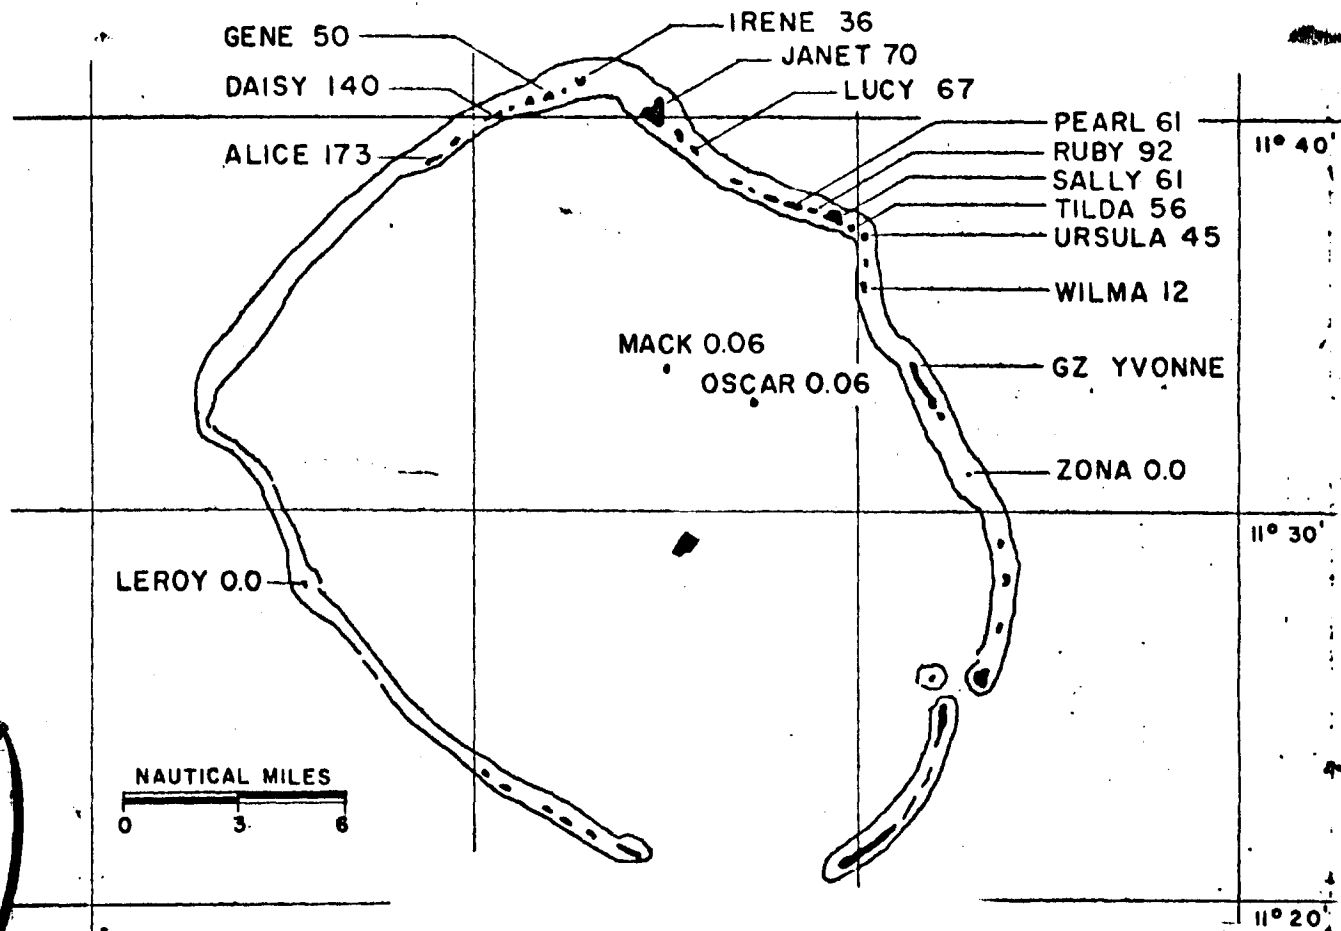 IRENE 36
GENE 50
JANET 70
DAISY 140
LUCY 67
PEARL 61
11° 40'
RUBY 92
ALICE 173
SALLY 61
TILDA 56
URSULA 45
WILMA 12
MACK 0.06
GZ YVONNE
OSCAR 0.06
ZONA 0.0
11° 30'
LEROY 0.0
NAUTICAL MILES
0 3 6
11° 20'